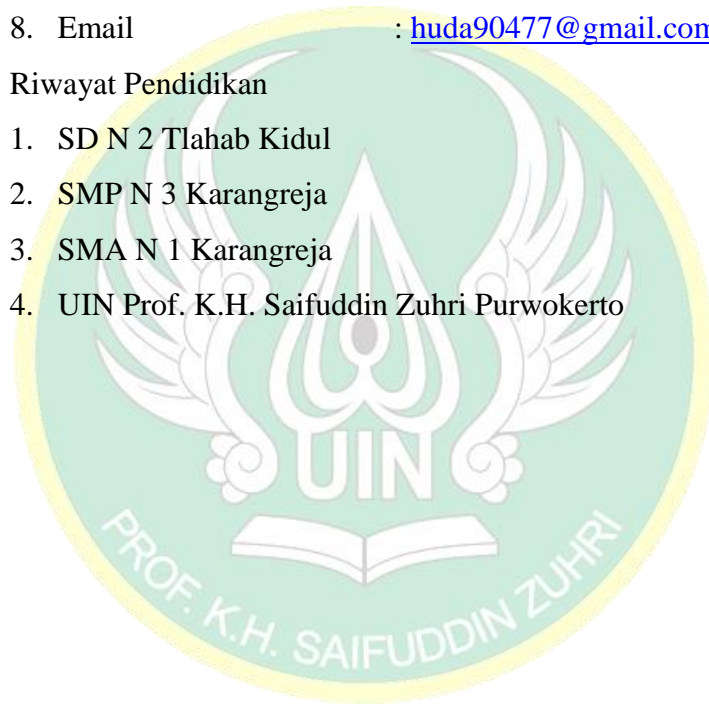 8. Email : huda90477@gmail.com
Riwayat Pendidikan
1. SD N 2 Tlahab Kidul
2. SMP N 3 Karangreja
3. SMA N 1 Karangreja
4. UIN Prof. K.H. Saifuddin Zuhri Purwokerto
UIN
PROF. K.H. SAIFUDDIN ZUHRI